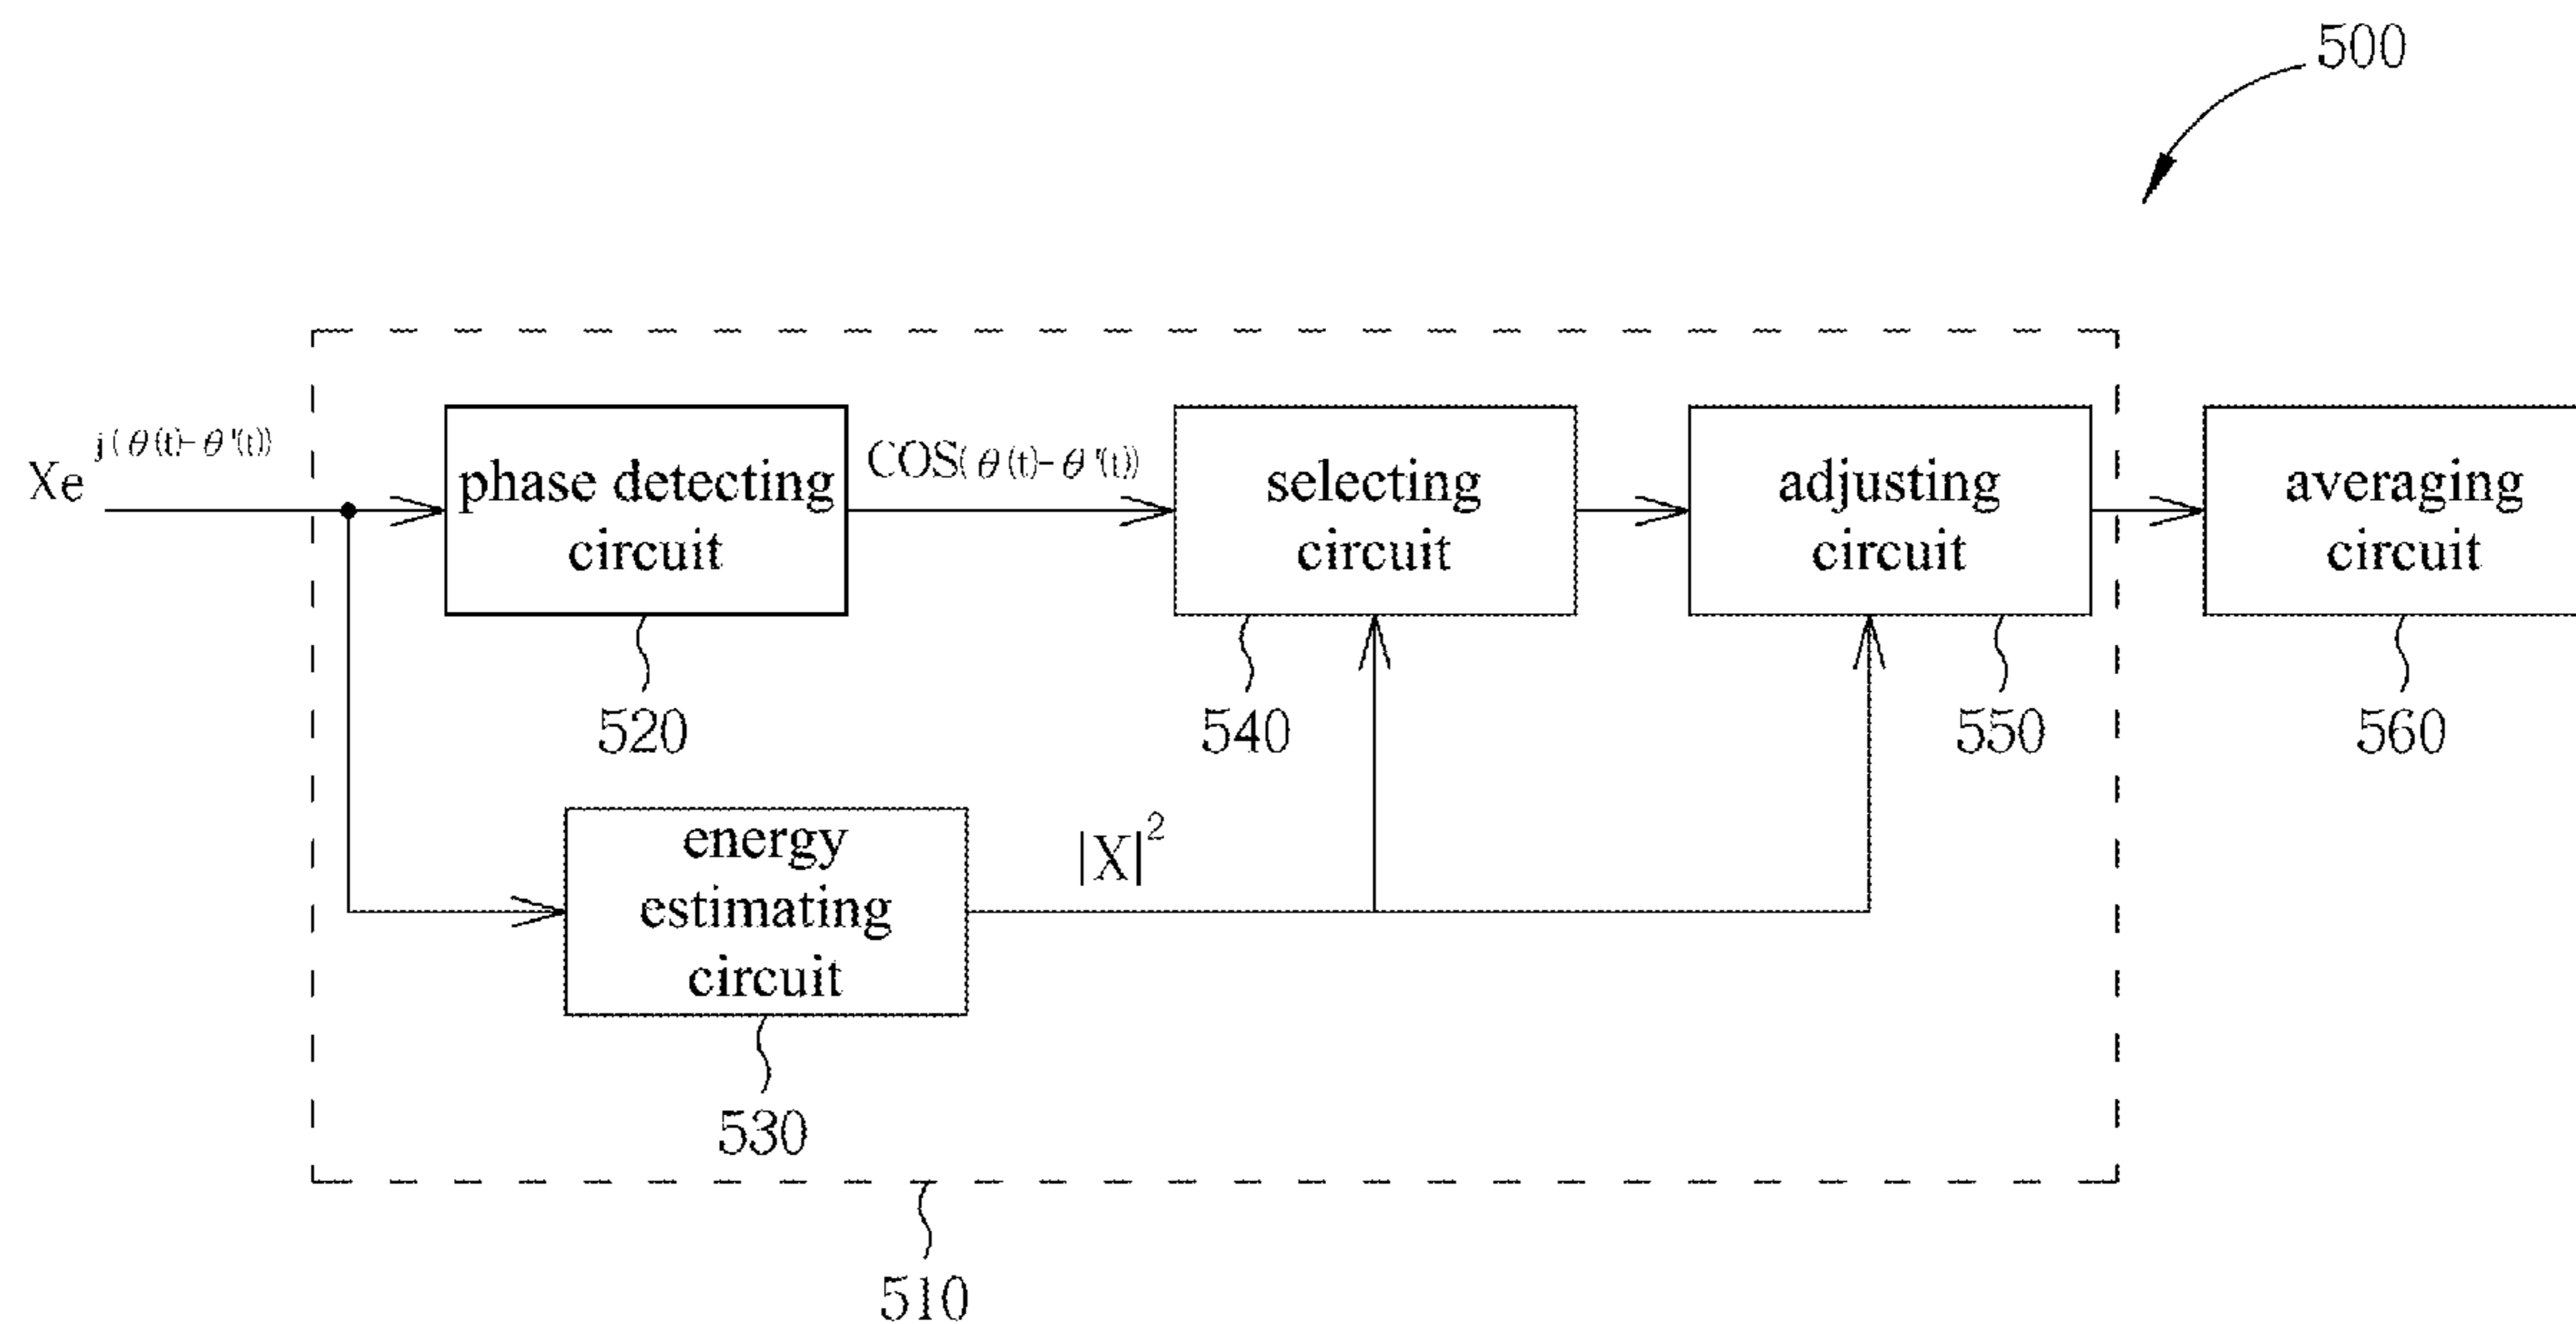 500
Xe j(θ(t)-θ'(t))
phase detecting
circuit
COS(θ(t)-θ'(t))
selecting
circuit
adjusting
circuit
averaging
circuit
520
540
550
560
energy
estimating
circuit
|X|²
530
510